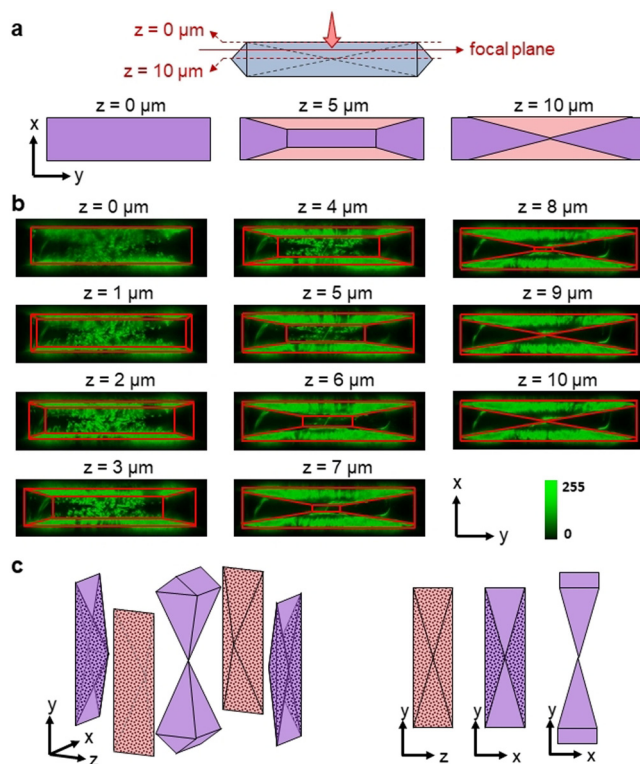 a
z = 0 µm
focal plane
z = 10 µm
z = 0 µm
z = 5 µm
z = 10 µm
x
y
b
z = 0 µm
z = 4 µm
z = 8 µm
z = 1 µm
z = 5 µm
z = 9 µm
z = 2 µm
z = 6 µm
z = 10 µm
z = 3 µm
z = 7 µm
x
y
255
0
c
y
x
z
y
z
y
x
y
x